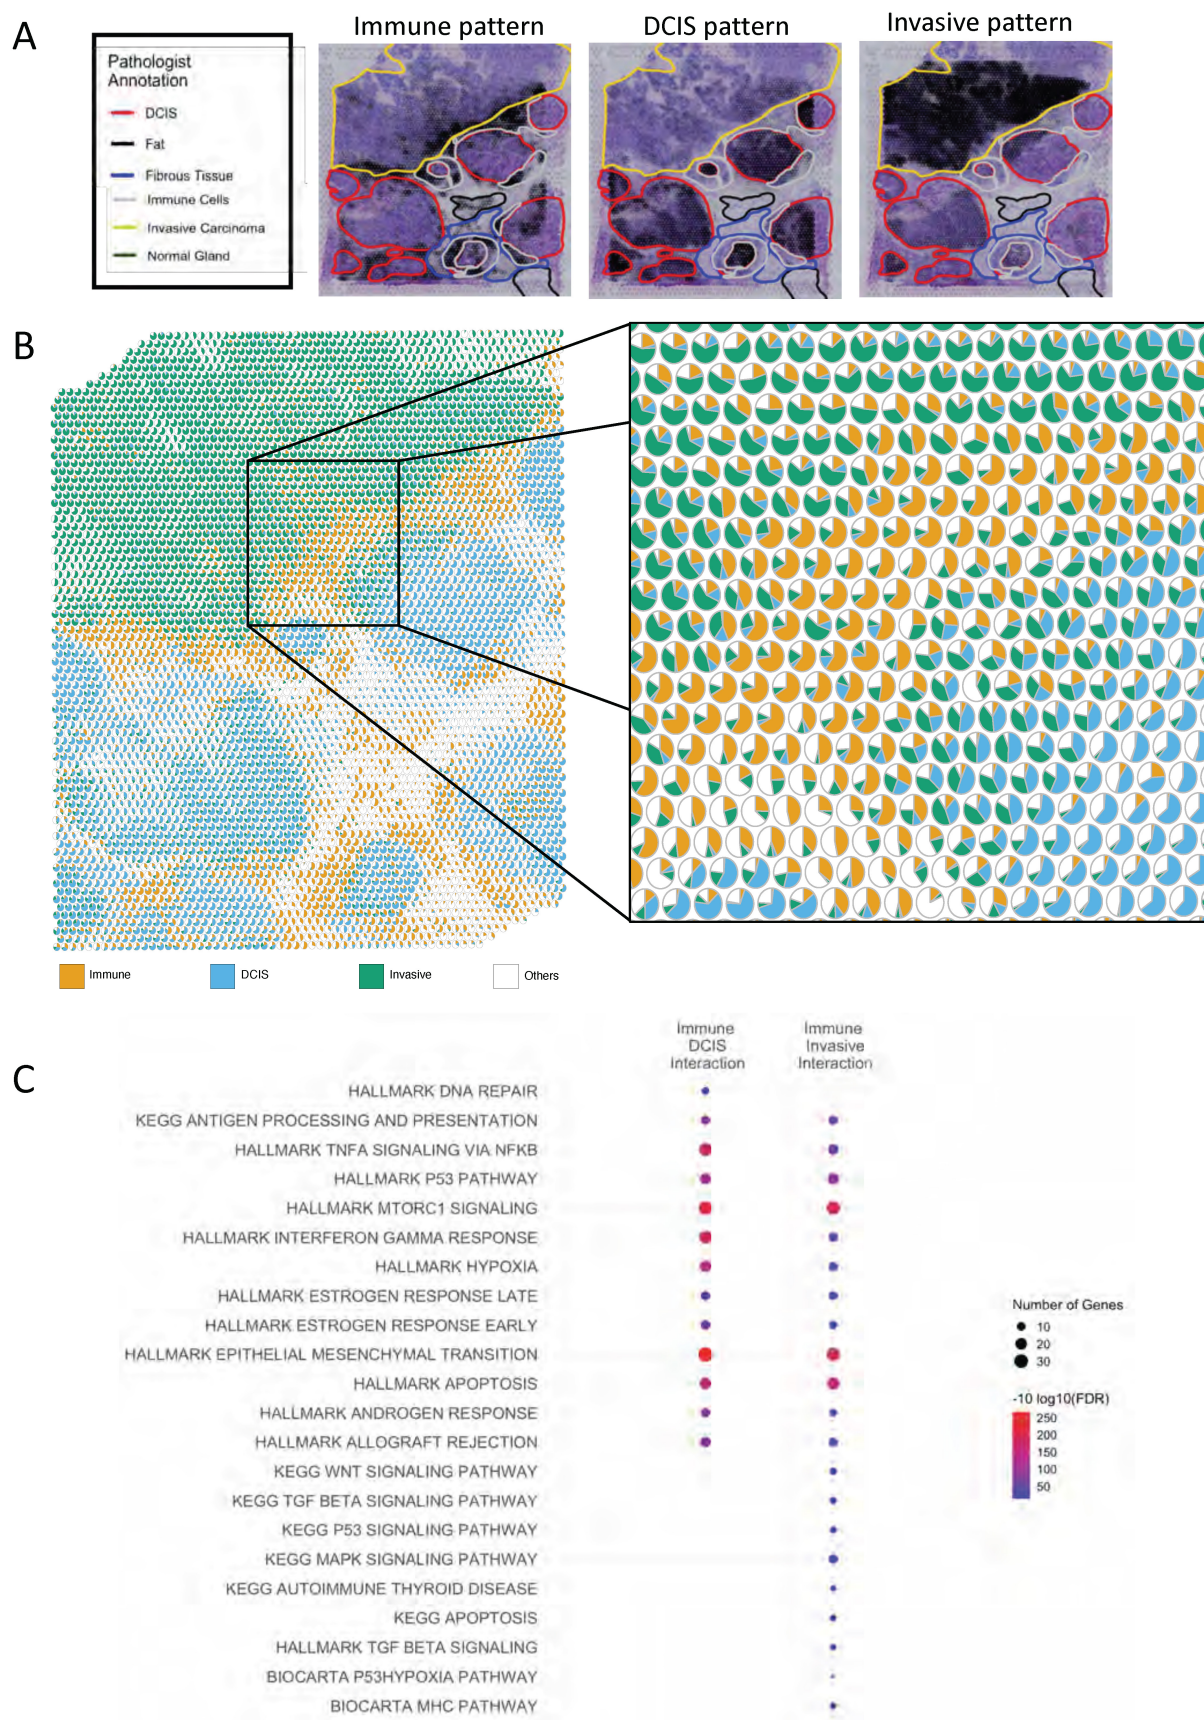 A
Immune pattern
DCIS pattern
Invasive pattern
Pathologist
Annotation
DCIS
Fat
Fibrous Tissue
Immune Cells
Invasive Carcinoma
Normal Gland
B
Immune
DCIS
Invasive
Others
C
Immune
DCIS
Interaction
Immune
Invasive
Interaction
HALLMARK DNA REPAIR
KEGG ANTIGEN PROCESSING AND PRESENTATION
HALLMARK TNFA SIGNALING VIA NFKB
HALLMARK P53 PATHWAY
HALLMARK MTORC1 SIGNALING
HALLMARK INTERFERON GAMMA RESPONSE
HALLMARK HYPOXIA
HALLMARK ESTROGEN RESPONSE LATE
HALLMARK ESTROGEN RESPONSE EARLY
HALLMARK EPITHELIAL MESENCHYMAL TRANSITION
HALLMARK APOPTOSIS
HALLMARK ANDROGEN RESPONSE
HALLMARK ALLOGRAFT REJECTION
KEGG WNT SIGNALING PATHWAY
KEGG TGF BETA SIGNALING PATHWAY
KEGG P53 SIGNALING PATHWAY
KEGG MAPK SIGNALING PATHWAY
KEGG AUTOIMMUNE THYROID DISEASE
KEGG APOPTOSIS
HALLMARK TGF BETA SIGNALING
BIOCARTA P53HYPOXIA PATHWAY
BIOCARTA MHC PATHWAY
Number of Genes
10
20
30
-10 log10(FDR)
250
200
150
100
50